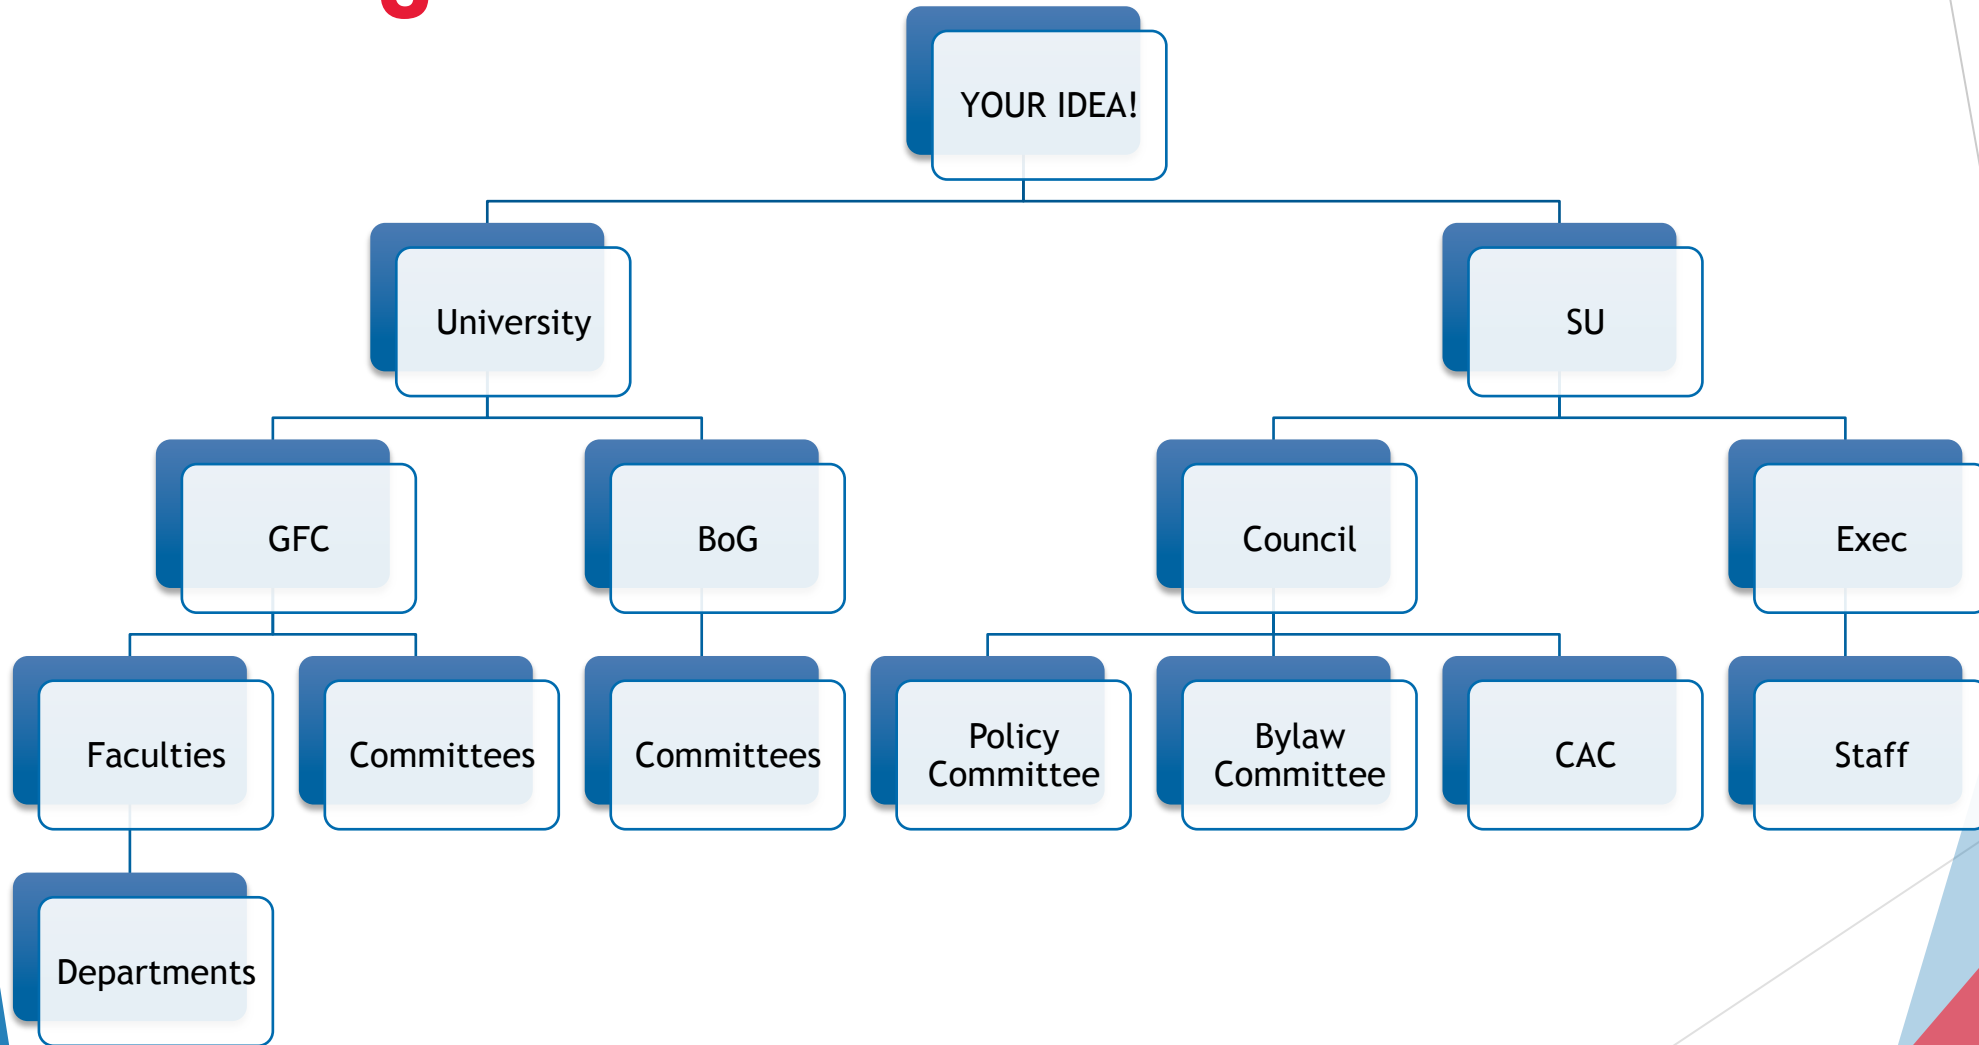 YOUR IDEA!
University
SU
GFC
BoG
Council
Exec
Faculties
Committees
Committees
Policy
Committee
Bylaw
Committee
CAC
Staff
Departments